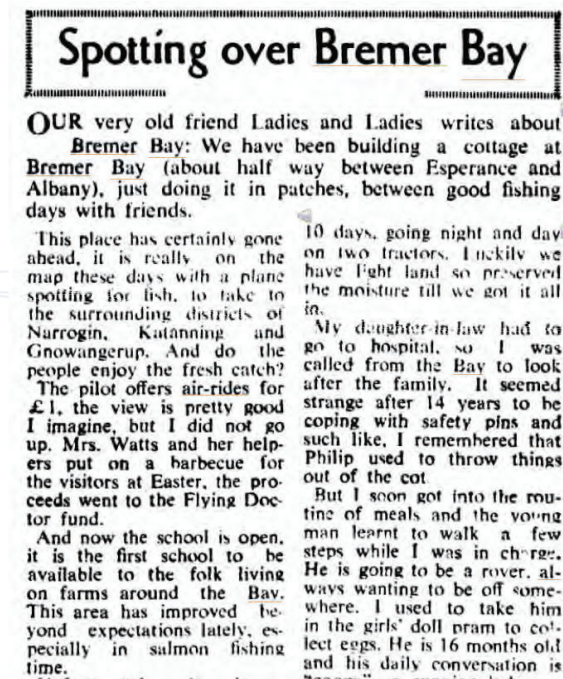 Spotting over Bremer Bay
OUR very old friend Ladies and Ladies writes about
Bremer Bay: We have been building a cottage at
Bremer Bay (about half way between Esperance and
Albany), just doing it in patches, between good fishing
days with friends.
This place has certainly gone
ahead, it is really on the
map these days with a plane
spotting for fish, to take to
the surrounding districts of
Narrogin, Katanning and
Gnowangerup. And do the
people enjoy the fresh catch?
The pilot offers air-rides for
£1, the view is pretty good
I imagine, but I did not go
up. Mrs. Watts and her help-
ers put on a barbecue for
the visitors at Easter, the pro-
ceeds went to the Flying Doc-
tor fund.
And now the school is open,
it is the first school to be
available to the folk living
on farms around the Bay.
This area has improved be-
yond expectations lately, es-
pecially in salmon fishing
time.
10 days, going night and day
on two tractors. Luckily we
have light land so preserved
the moisture till we got it all
in.
My daughter-in-law had to
go to hospital, so I was
called from the Bay to look
after the family. It seemed
strange after 14 years to be
coping with safety pins and
such like, I remembered that
Philip used to throw things
out of the cot
But I soon got into the rou-
tine of meals and the young
man learnt to walk a few
steps while I was in charge.
He is going to be a rover, al-
ways wanting to be off some-
where. I used to take him
in the girls' doll pram to col-
lect eggs. He is 16 months old
and his daily conversation is